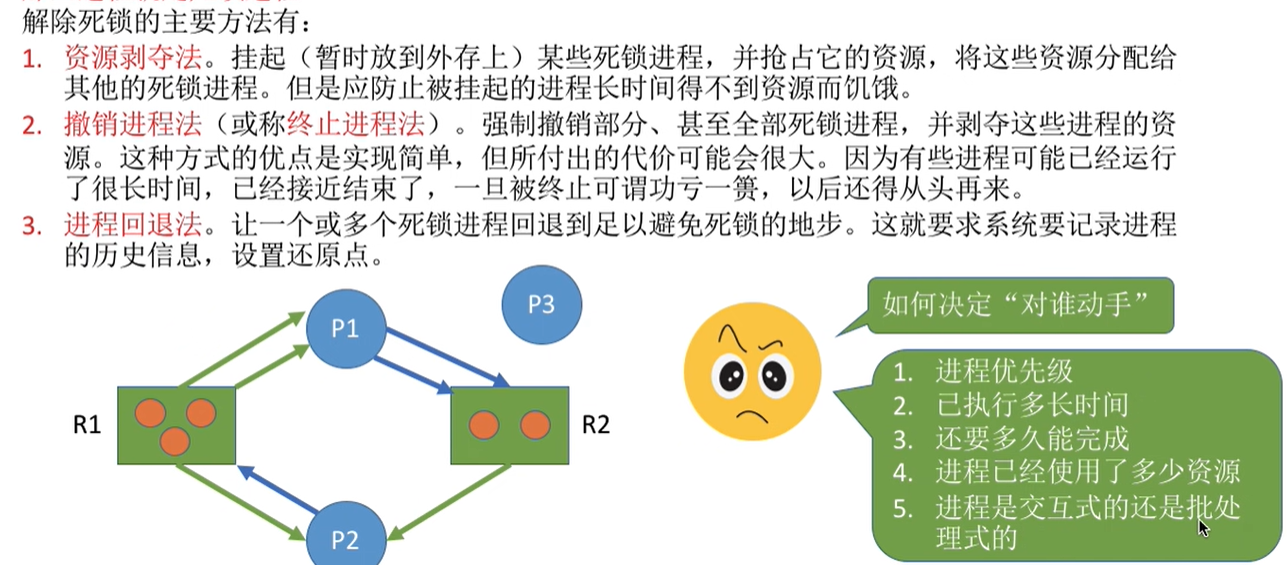 解除死锁的主要方法有：
1. 资源剥夺法。挂起（暂时放到外存上）某些死锁进程，并抢占它的资源，将这些资源分配给
其他的死锁进程。但是应防止被挂起的进程长时间得不到资源而饥饿。
2. 撤销进程法（或称终止进程法）。强制撤销部分、甚至全部死锁进程，并剥夺这些进程的资
源。这种方式的优点是实现简单，但所付出的代价可能会很大。因为有些进程可能已经运行
了很长时间，已经接近结束了，一旦被终止可谓功亏一篑，以后还得从头再来。
3. 进程回退法。让一个或多个死锁进程回退到足以避免死锁的地步。这就要求系统要记录进程
的历史信息，设置还原点。
P1
P3
R1
R2
P2
如何决定“对谁动手”
1. 进程优先级
2. 已执行多长时间
3. 还要多久能完成
4. 进程已经使用了多少资源
5. 进程是交互式的还是批处
理式的